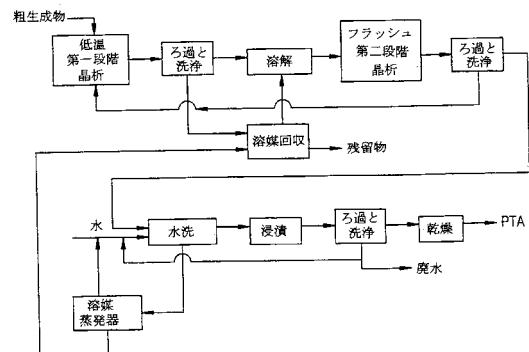 粗生成物
低温
第一段階
晶析
ろ過と
洗浄
溶解
フラッシュ
第二段階
晶析
ろ過と
洗浄
溶媒回収
残留物
水
水洗
浸漬
ろ過と
洗浄
乾燥
PTA
廃水
溶媒
蒸発器